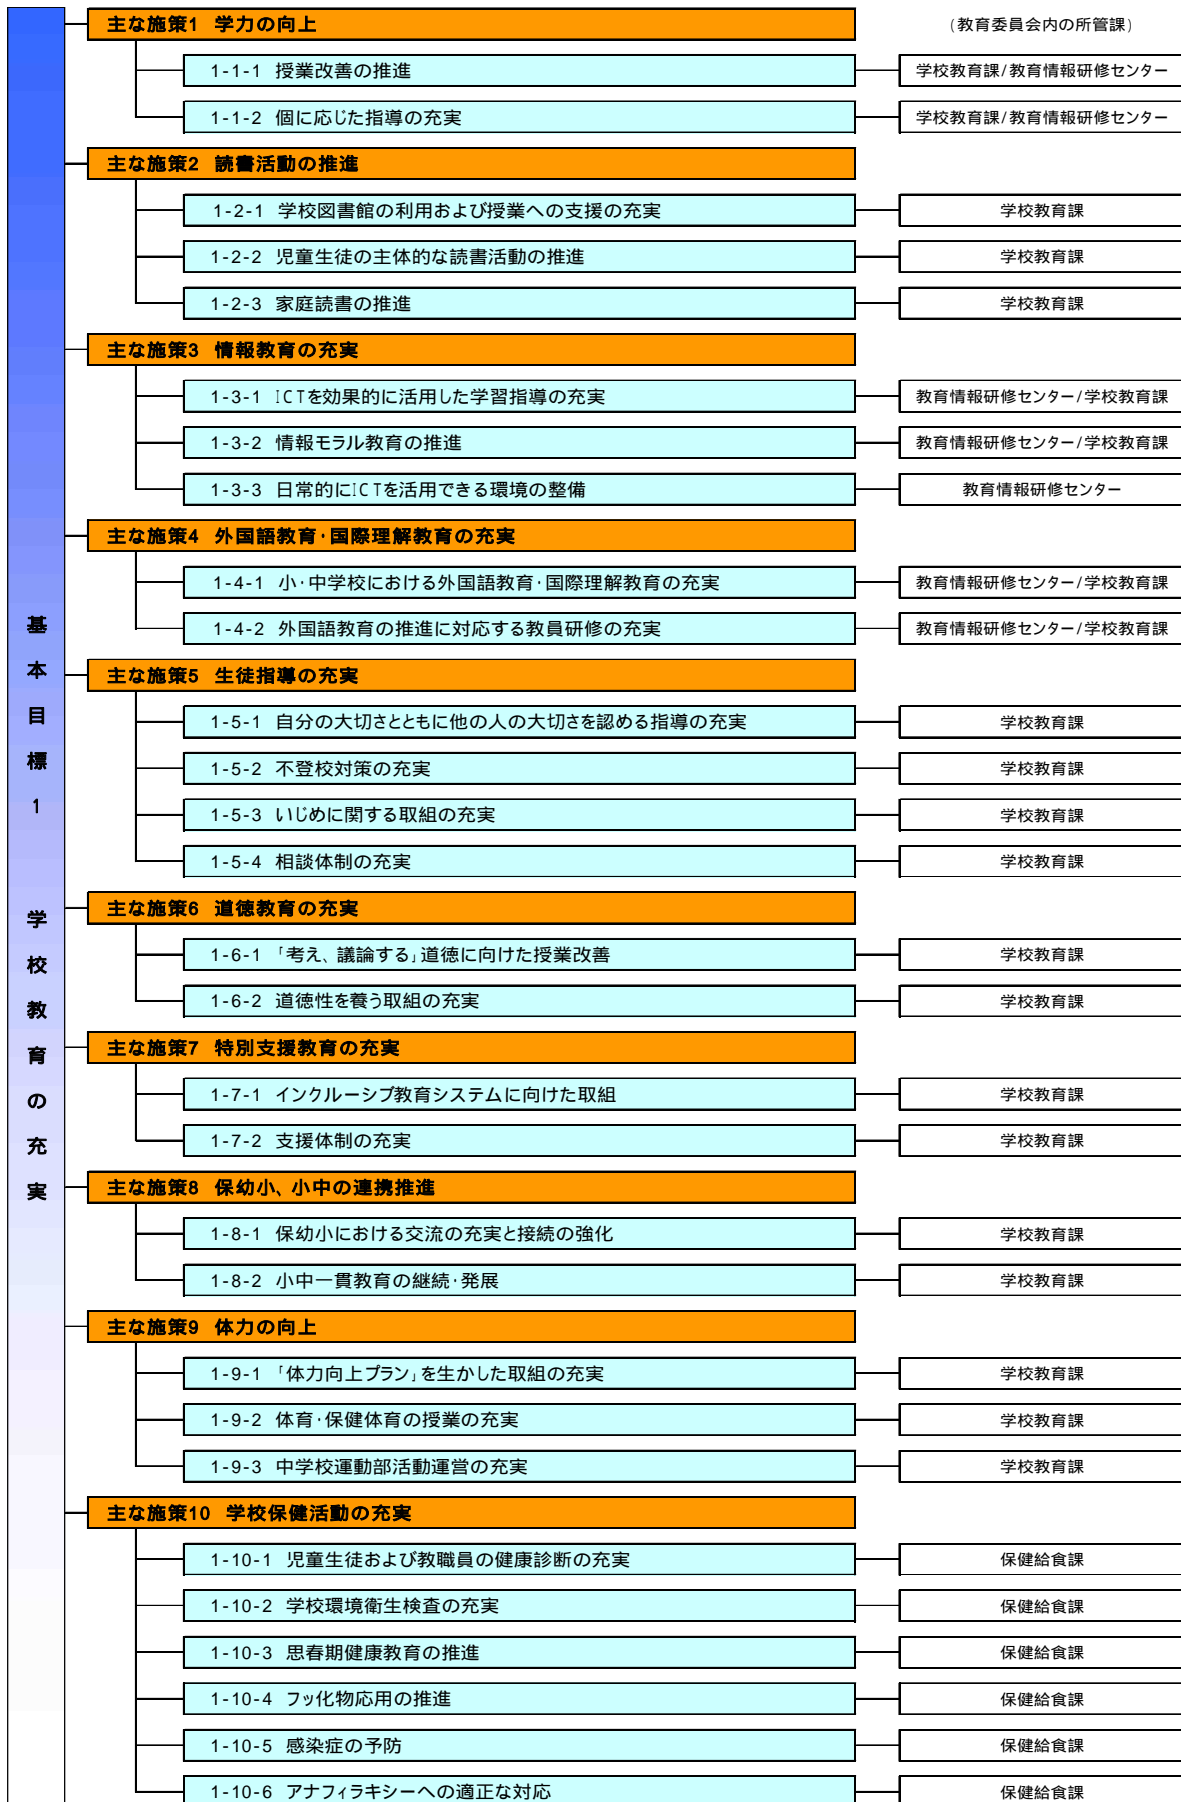 主な施策1 学力の向上
（教育委員会内の所管課）
1-1-1 授業改善の推進
学校教育課/教育情報研修センター
1-1-2 個に応じた指導の充実
学校教育課/教育情報研修センター
主な施策2 読書活動の推進
1-2-1 学校図書館の利用および授業への支援の充実
学校教育課
1-2-2 児童生徒の主体的な読書活動の推進
学校教育課
1-2-3 家庭読書の推進
学校教育課
主な施策3 情報教育の充実
1-3-1 ICTを効果的に活用した学習指導の充実
教育情報研修センター/学校教育課
1-3-2 情報モラル教育の推進
教育情報研修センター/学校教育課
1-3-3 日常的にICTを活用できる環境の整備
教育情報研修センター
主な施策4 外国語教育・国際理解教育の充実
1-4-1 小・中学校における外国語教育・国際理解教育の充実
教育情報研修センター/学校教育課
1-4-2 外国語教育の推進に対応する教員研修の充実
教育情報研修センター/学校教育課
基本目標1 学校教育の充実
主な施策5 生徒指導の充実
1-5-1 自分の大切さとともに他の人の大切さを認める指導の充実
学校教育課
1-5-2 不登校対策の充実
学校教育課
1-5-3 いじめに関する取組の充実
学校教育課
1-5-4 相談体制の充実
学校教育課
主な施策6 道徳教育の充実
1-6-1 「考え、議論する」道徳に向けた授業改善
学校教育課
1-6-2 道徳性を養う取組の充実
学校教育課
主な施策7 特別支援教育の充実
1-7-1 インクルーシブ教育システムに向けた取組
学校教育課
1-7-2 支援体制の充実
学校教育課
主な施策8 保幼小、小中の連携推進
1-8-1 保幼小における交流の充実と接続の強化
学校教育課
1-8-2 小中一貫教育の継続・発展
学校教育課
主な施策9 体力の向上
1-9-1 「体力向上プラン」を生かした取組の充実
学校教育課
1-9-2 体育・保健体育の授業の充実
学校教育課
1-9-3 中学校運動部活動運営の充実
学校教育課
主な施策10 学校保健活動の充実
1-10-1 児童生徒および教職員の健康診断の充実
保健給食課
1-10-2 学校環境衛生検査の充実
保健給食課
1-10-3 思春期健康教育の推進
保健給食課
1-10-4 フッ化物応用の推進
保健給食課
1-10-5 感染症の予防
保健給食課
1-10-6 アナフィラキシーへの適正な対応
保健給食課